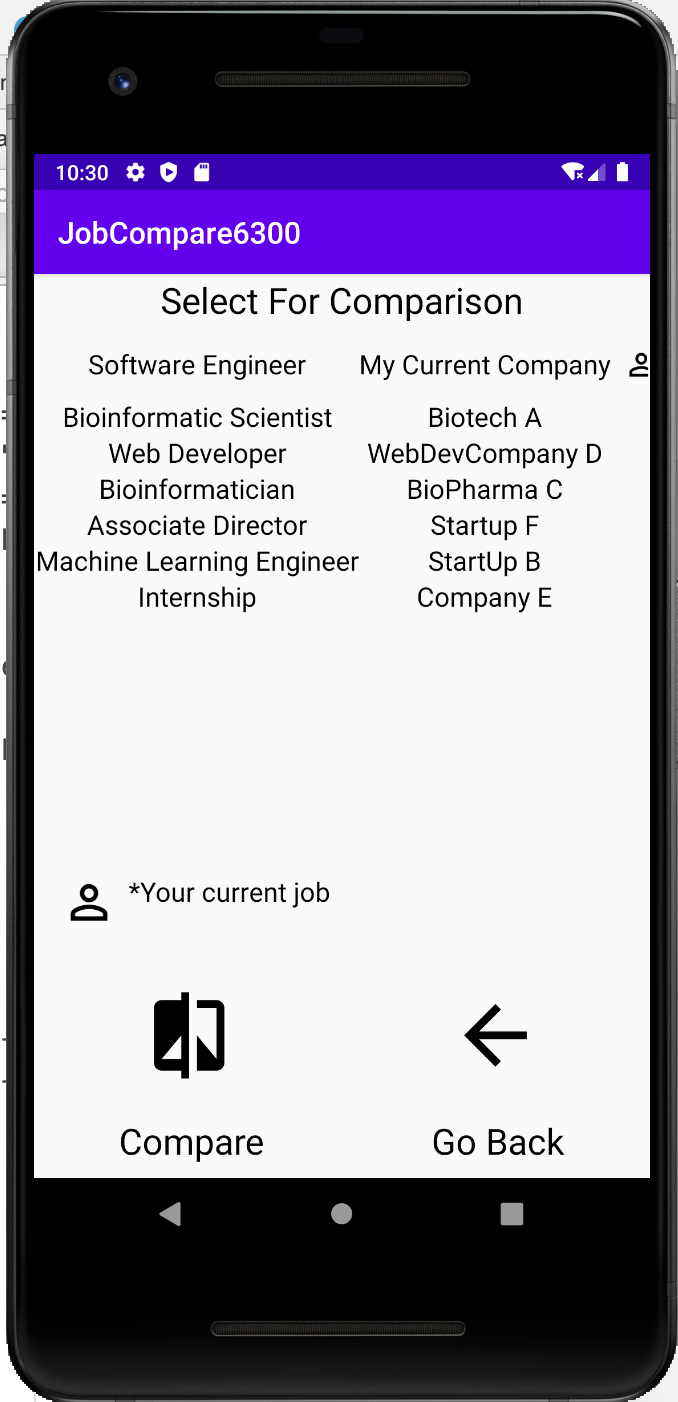 10:30
JobCompare6300
Select For Comparison
Software Engineer My Current Company
Bioinformatic Scientist Biotech A
Web Developer WebDevCompany D
Bioinformatician BioPharma C
Associate Director Startup F
Machine Learning Engineer StartUp B
Internship Company E
*Your current job
Compare Go Back